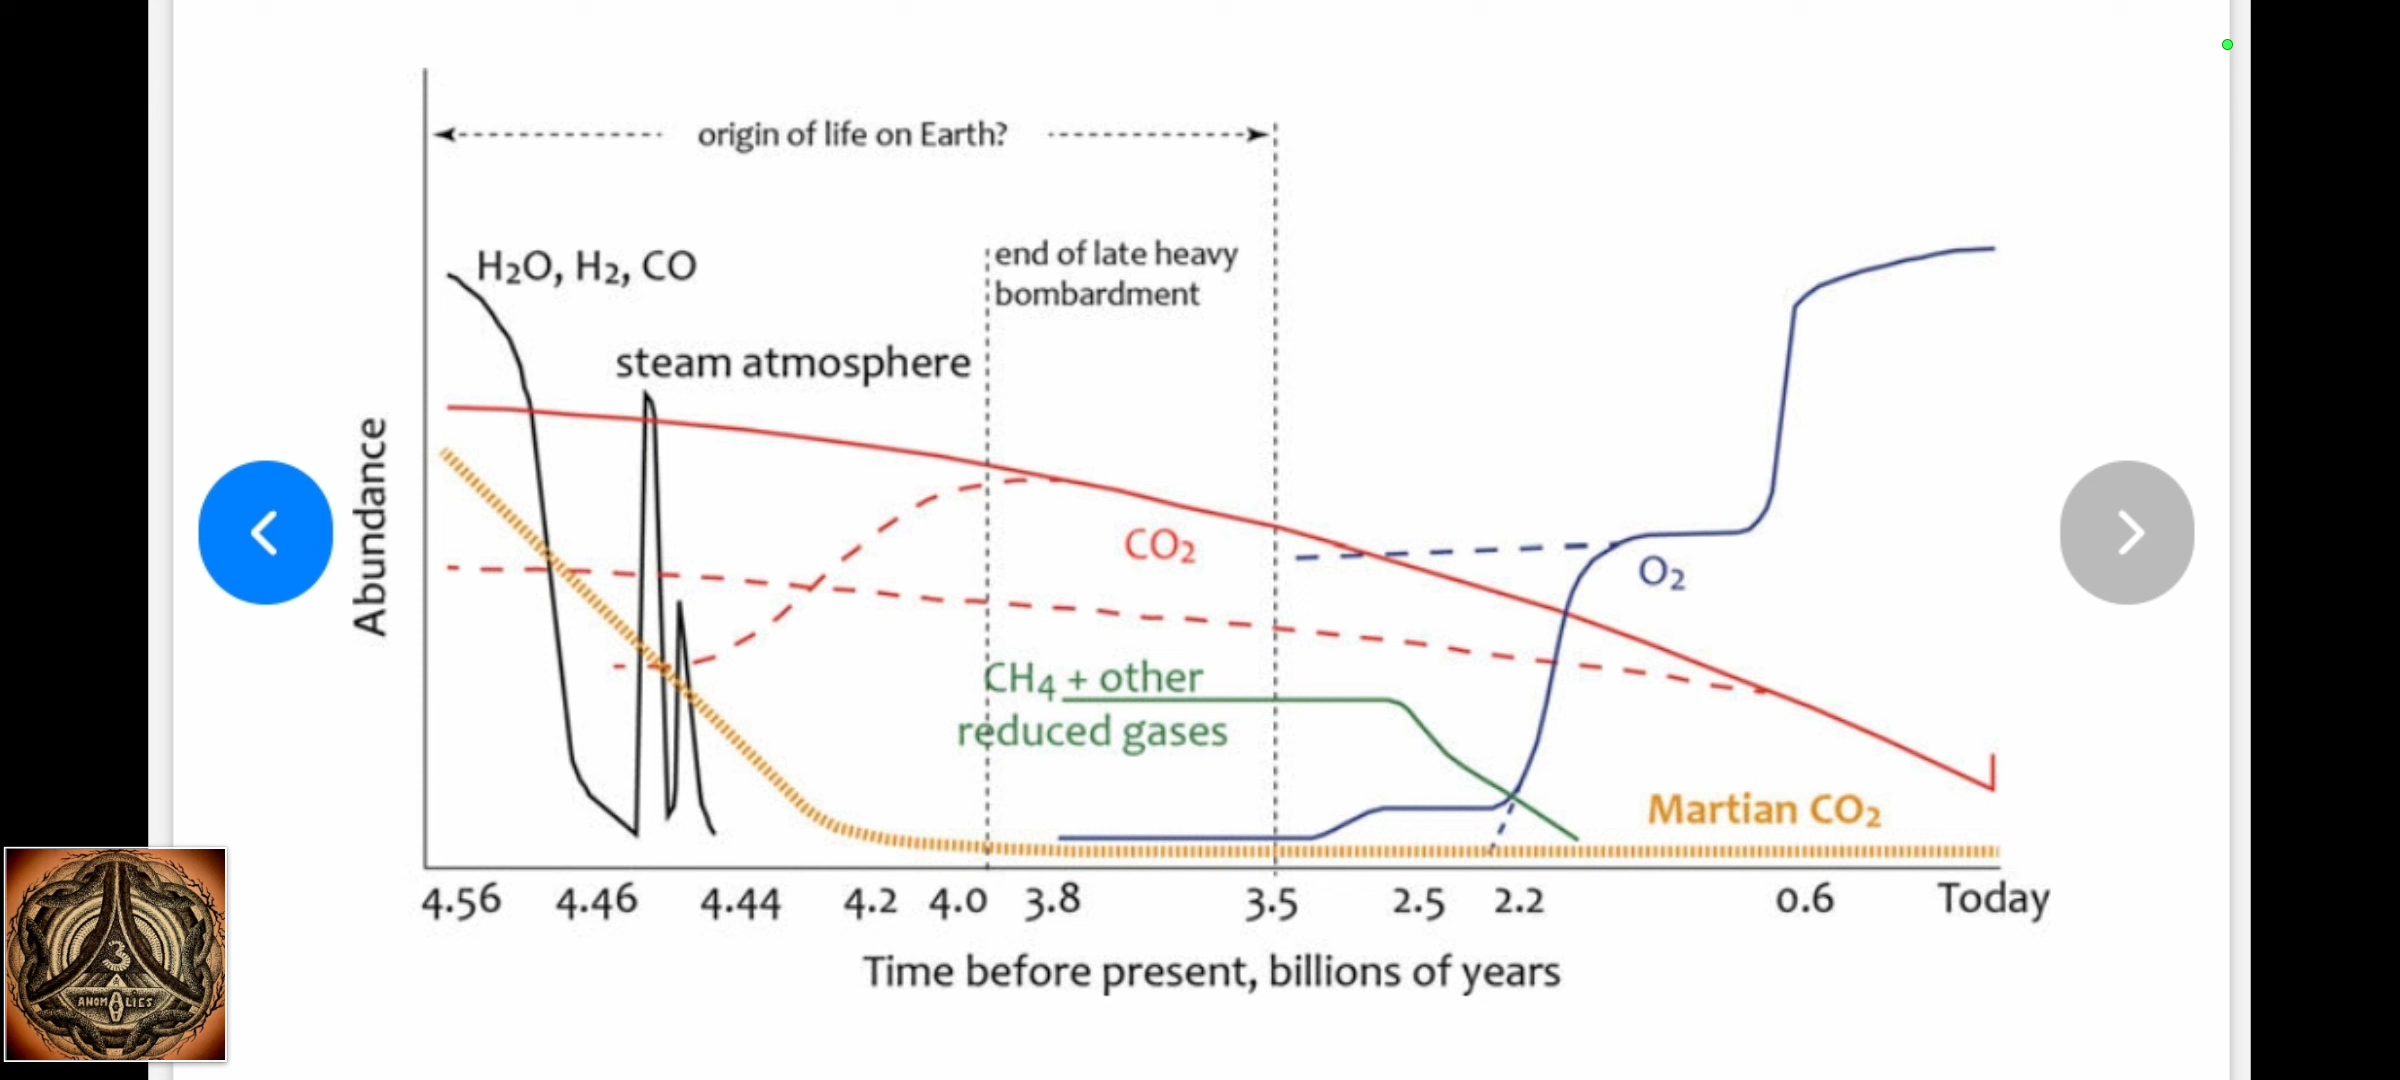 origin of life on Earth?
end of late heavy
bombardment
H₂O, H₂, CO
steam atmosphere
Abundance
CO₂
O₂
CH₄ + other
reduced gases
Martian CO₂
4.56 4.46 4.44 4.2 4.0 3.8 3.5 2.5 2.2 0.6 Today
Time before present, billions of years
3
ANOMALIES